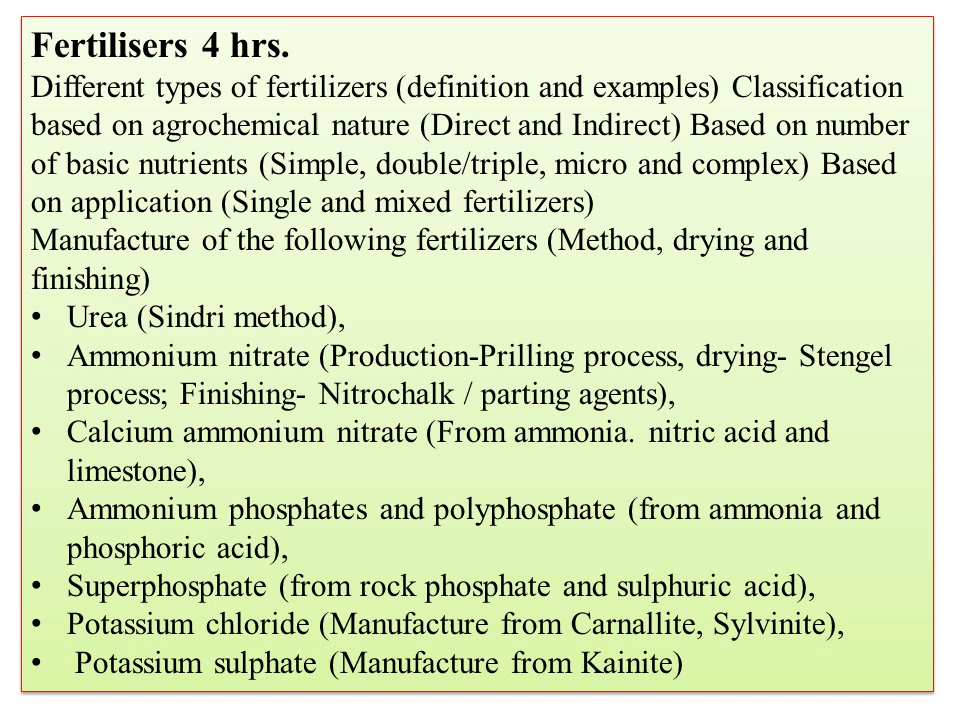 Fertilisers 4 hrs.
Different types of fertilizers (definition and examples) Classification
based on agrochemical nature (Direct and Indirect) Based on number
of basic nutrients (Simple, double/triple, micro and complex) Based
on application (Single and mixed fertilizers)
Manufacture of the following fertilizers (Method, drying and
finishing)
• Urea (Sindri method),
• Ammonium nitrate (Production-Prilling process, drying- Stengel
process; Finishing- Nitrochalk / parting agents),
• Calcium ammonium nitrate (From ammonia. nitric acid and
limestone),
• Ammonium phosphates and polyphosphate (from ammonia and
phosphoric acid),
• Superphosphate (from rock phosphate and sulphuric acid),
• Potassium chloride (Manufacture from Carnallite, Sylvinite),
• Potassium sulphate (Manufacture from Kainite)